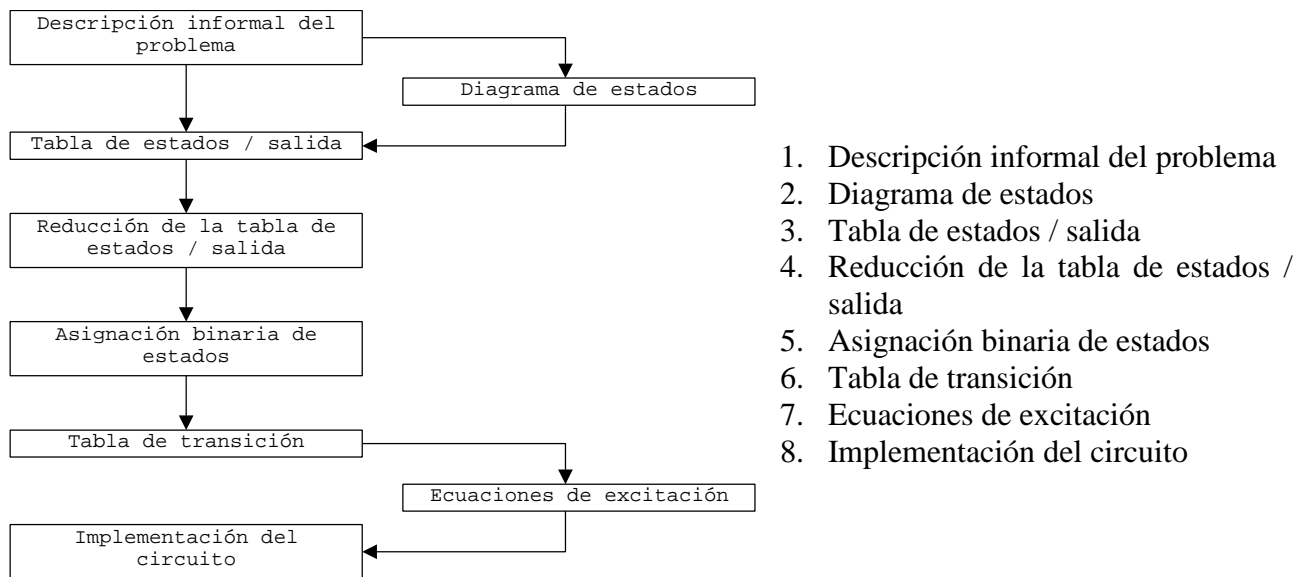 Descripción informal del
problema
Diagrama de estados
Tabla de estados / salida
Reducción de la tabla de
estados / salida
Asignación binaria de
estados
Tabla de transición
Ecuaciones de excitación
Implementación del
circuito
1. Descripción informal del problema
2. Diagrama de estados
3. Tabla de estados / salida
4. Reducción de la tabla de estados /
salida
5. Asignación binaria de estados
6. Tabla de transición
7. Ecuaciones de excitación
8. Implementación del circuito